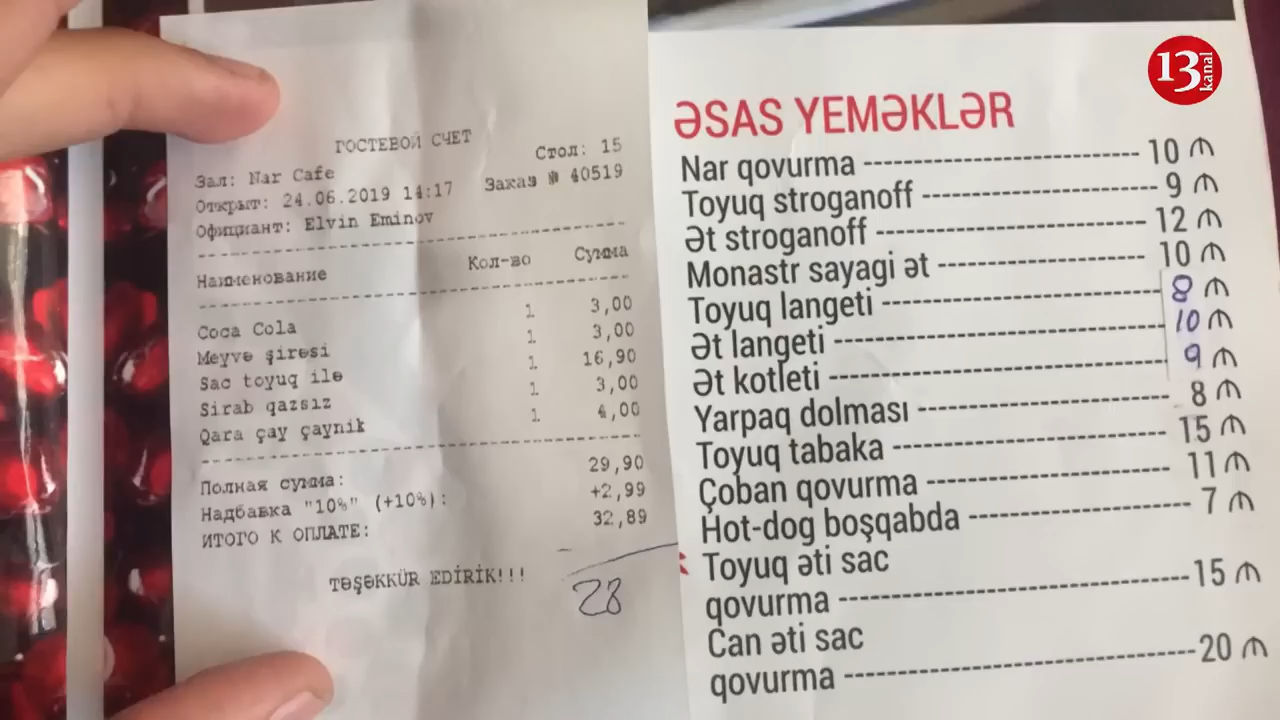 ГОСТЕВОЙ СЧЕТ
Зал: Nar Cafe Стол: 15
Открыт: 24.06.2019 14:17 Заказ № 40519
Официант: Elvin Eminov
Наименование Кол-во Сумма
Coca Cola 1 3,00
Meyvə şirəsi 1 3,00
Sac toyuq ilə 1 16,90
Sirab qazsız 1 3,00
Qara çay çaynik 1 4,00
Полная сумма: 29,90
Надбавка "10%" (+10%): +2,99
ИТОГО К ОПЛАТЕ: 32,89
TƏŞƏKKÜR EDİRİK!!!
28
13 kanal
ƏSAS YEMƏKLƏR
Nar qovurma ---------- 10 ₼
Toyuq stroganoff ---------- 9 ₼
Ət stroganoff ---------- 12 ₼
Monastr sayagi ət ---------- 10 ₼
Toyuq langeti ---------- 8 ₼
Ət langeti ---------- 10 ₼
Ət kotleti ---------- 9 ₼
Yarpaq dolması ---------- 8 ₼
Toyuq tabaka ---------- 15 ₼
Çoban qovurma ---------- 11 ₼
Hot-dog boşqabda ---------- 7 ₼
Toyuq əti sac
qovurma ---------- 15 ₼
Can əti sac
qovurma ---------- 20 ₼